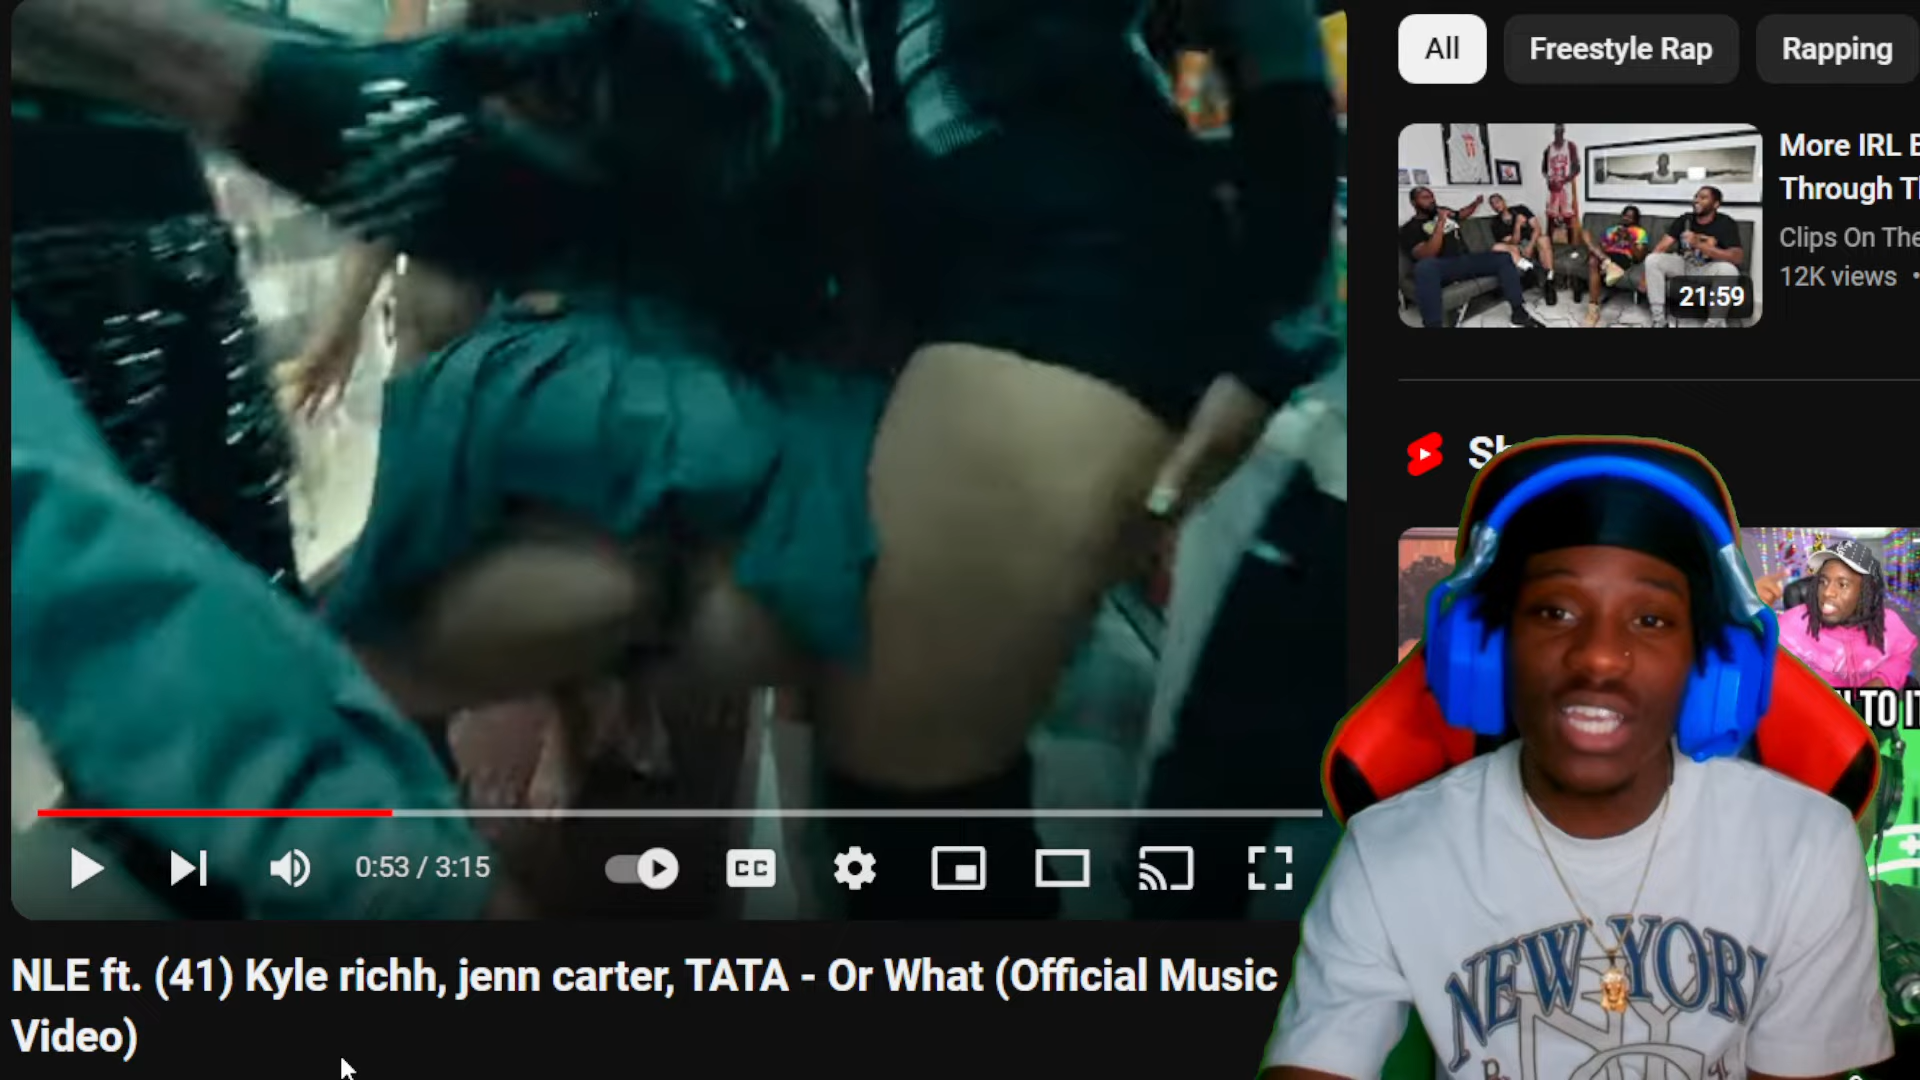 All
Freestyle Rap
Rapping
More IRL
Through
Clips On The
12K views •
21:59
TO
CC
0:53 / 3:15
NLE ft. (41) Kyle richh, jenn carter, TATA - Or What (Official Music
Video)
NEW YORK